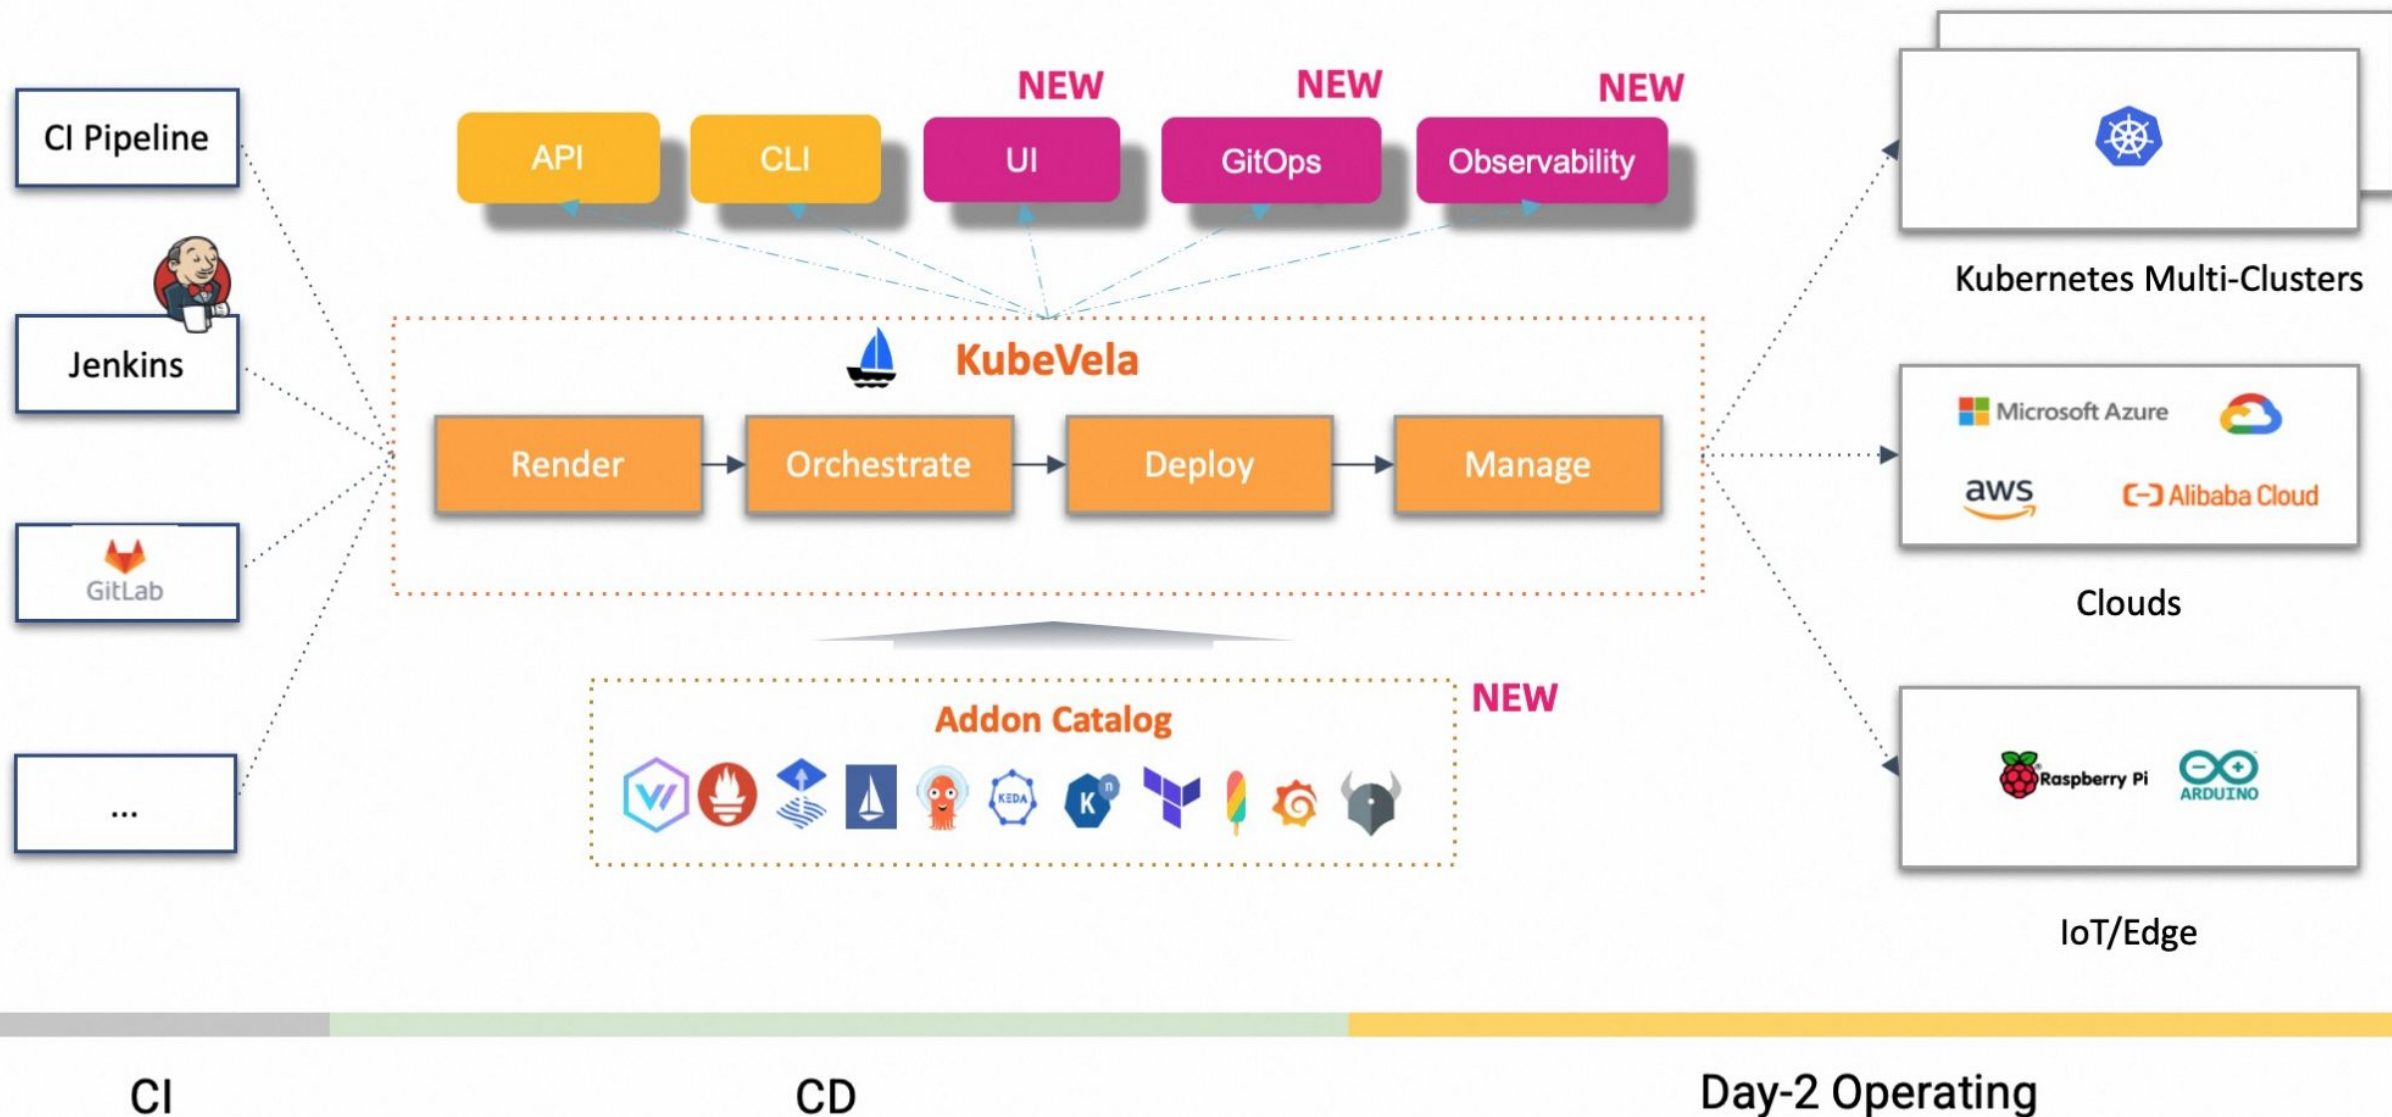 NEW
NEW
NEW
CI Pipeline
API
CLI
UI
GitOps
Observability
Kubernetes Multi-Clusters
Jenkins
KubeVela
Render
Orchestrate
Deploy
Manage
Microsoft Azure
aws
Alibaba Cloud
Clouds
GitLab
Addon Catalog
NEW
KEDA
K
n
Raspberry Pi
ARDUINO
...
IoT/Edge
CI
CD
Day-2 Operating